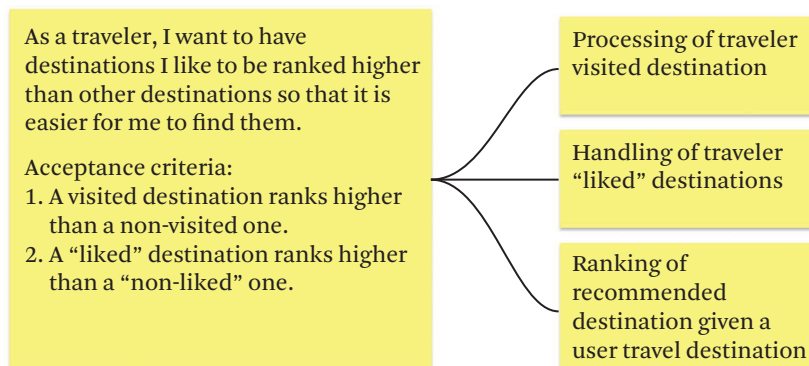 As a traveler, I want to have
destinations I like to be ranked higher
than other destinations so that it is
easier for me to find them.
Acceptance criteria:
1. A visited destination ranks higher
than a non-visited one.
2. A “liked” destination ranks higher
than a “non-liked” one.
Processing of traveler
visited destination
Handling of traveler
“liked” destinations
Ranking of
recommended
destination given a
user travel destination